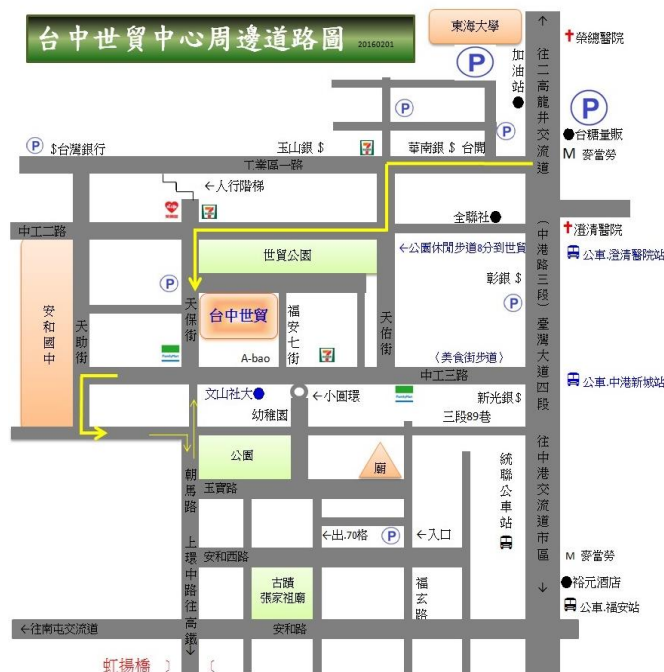 台中世貿中心周邊道路圖 20160201
東海大學
榮總醫院
加油站
P
往二高龍井交流道
P
P
P
台糖量販
M 麥當勞
P $台灣銀行
玉山銀 $
7
華南銀 $ 台開
工業區一路
←人行階梯
7
全聯社
中工二路
澄清醫院
世貿公園
←公園休閒步道8分到世貿
公車.澄清醫院站
(中港路三段)臺灣大道四段
彰銀 $
P
P
安和國中
天助街
天保街
台中世貿
福安七街
天佑街
A-bao
7
〈美食街步道〉
FamilyMart
中工三路
公車.中港新城站
文山社大
←小圓環
FamilyMart
新光銀$
幼稚園
三段89巷
公園
廟
統聯公車站
往中港交流道市區
朝馬路
玉寶路
上環中路往高鐵
←出.70格 P
←入口
安和西路
M 麥當勞
古蹟
張家祖廟
福玄路
裕元酒店
公車.福安站
←往南屯交流道
安和路
虹揚橋